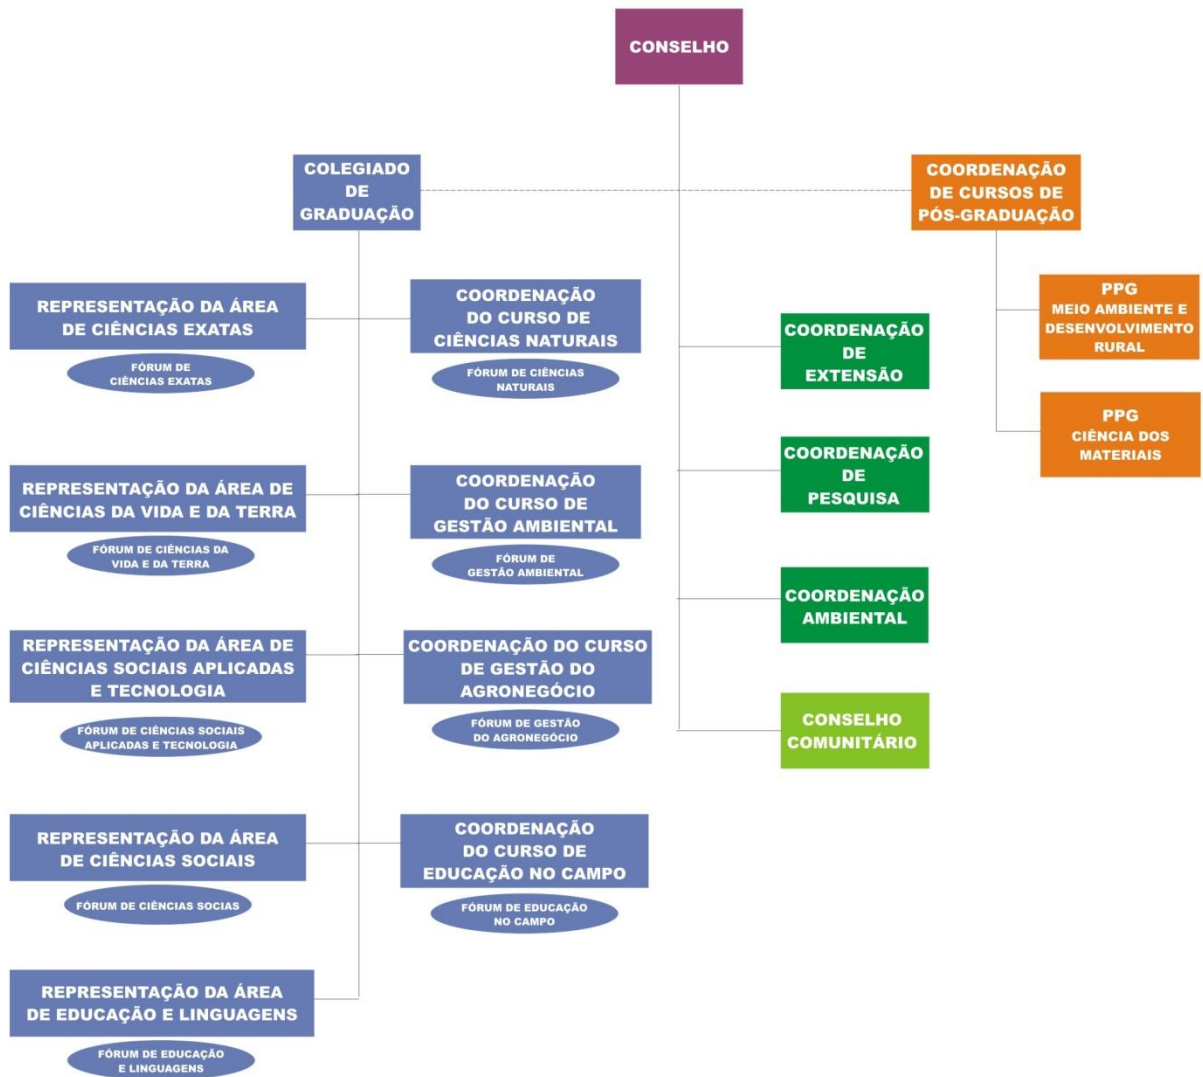 CONSELHO
COLEGIADO
DE
GRADUAÇÃO
COORDENAÇÃO
DE CURSOS DE
PÓS-GRADUAÇÃO
REPRESENTAÇÃO DA ÁREA
DE CIÊNCIAS EXATAS
FÓRUM DE
CIÊNCIAS EXATAS
COORDENAÇÃO
DO CURSO DE
CIÊNCIAS NATURAIS
FÓRUM DE CIÊNCIAS
NATURAIS
COORDENAÇÃO
DE
EXTENSÃO
PPG
MEIO AMBIENTE E
DESENVOLVIMENTO
RURAL
PPG
CIÊNCIA DOS
MATERIAIS
REPRESENTAÇÃO DA ÁREA DE
CIÊNCIAS DA VIDA E DA TERRA
FÓRUM DE CIÊNCIAS DA
VIDA E DA TERRA
COORDENAÇÃO
DO CURSO DE
GESTÃO AMBIENTAL
FÓRUM DE
GESTÃO AMBIENTAL
COORDENAÇÃO
DE
PESQUISA
COORDENAÇÃO
AMBIENTAL
REPRESENTAÇÃO DA ÁREA DE
CIÊNCIAS SOCIAIS APLICADAS
E TECNOLOGIA
FÓRUM DE CIÊNCIAS SOCIAIS
APLICADAS E TECNOLOGIA
COORDENAÇÃO DO CURSO
DE GESTÃO DO
AGRONEGÓCIO
FÓRUM DE GESTÃO
DO AGRONEGÓCIO
CONSELHO
COMUNITÁRIO
REPRESENTAÇÃO DA ÁREA
DE CIÊNCIAS SOCIAIS
FÓRUM DE CIÊNCIAS SOCIAS
COORDENAÇÃO
DO CURSO DE
EDUCAÇÃO NO CAMPO
FÓRUM DE EDUCAÇÃO
NO CAMPO
REPRESENTAÇÃO DA ÁREA
DE EDUCAÇÃO E LINGUAGENS
FÓRUM DE EDUCAÇÃO
E LINGUAGENS